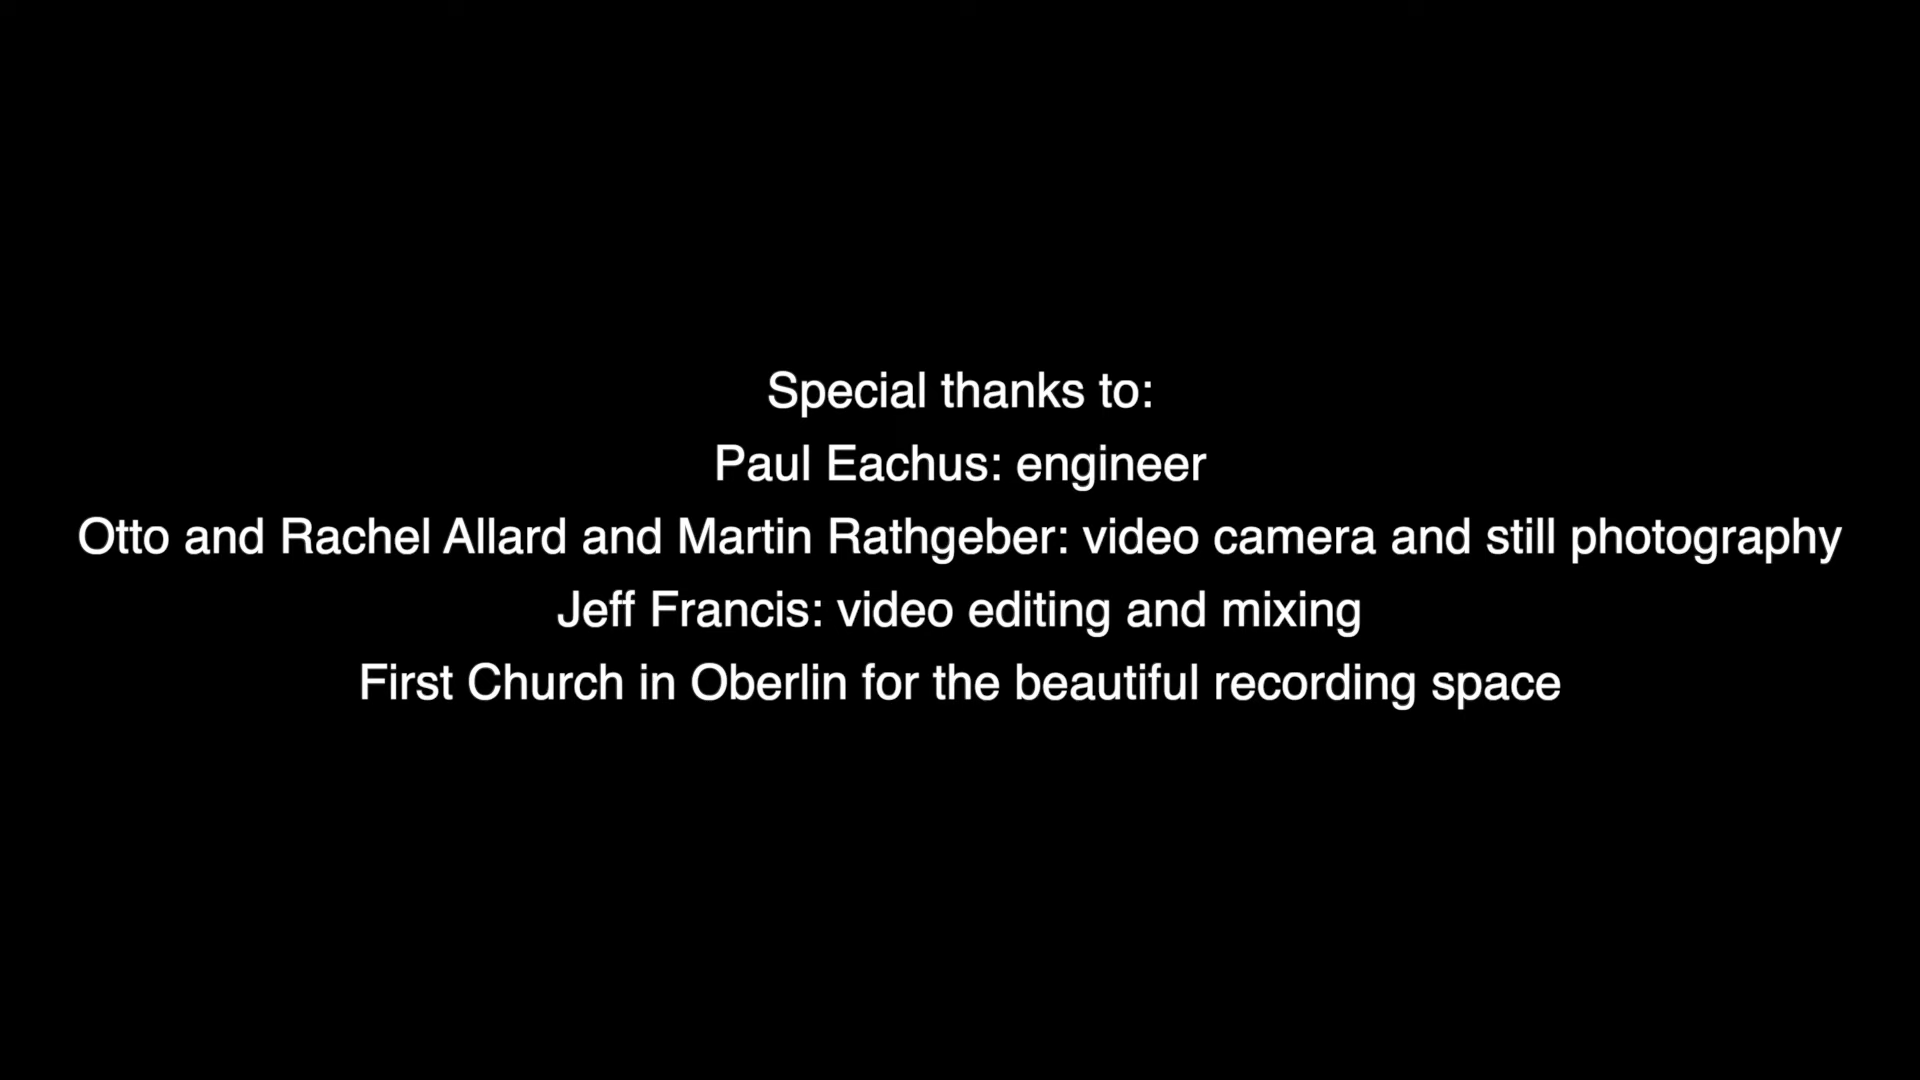 Special thanks to:
Paul Eachus: engineer
Otto and Rachel Allard and Martin Rathgeber: video camera and still photography
Jeff Francis: video editing and mixing
First Church in Oberlin for the beautiful recording space